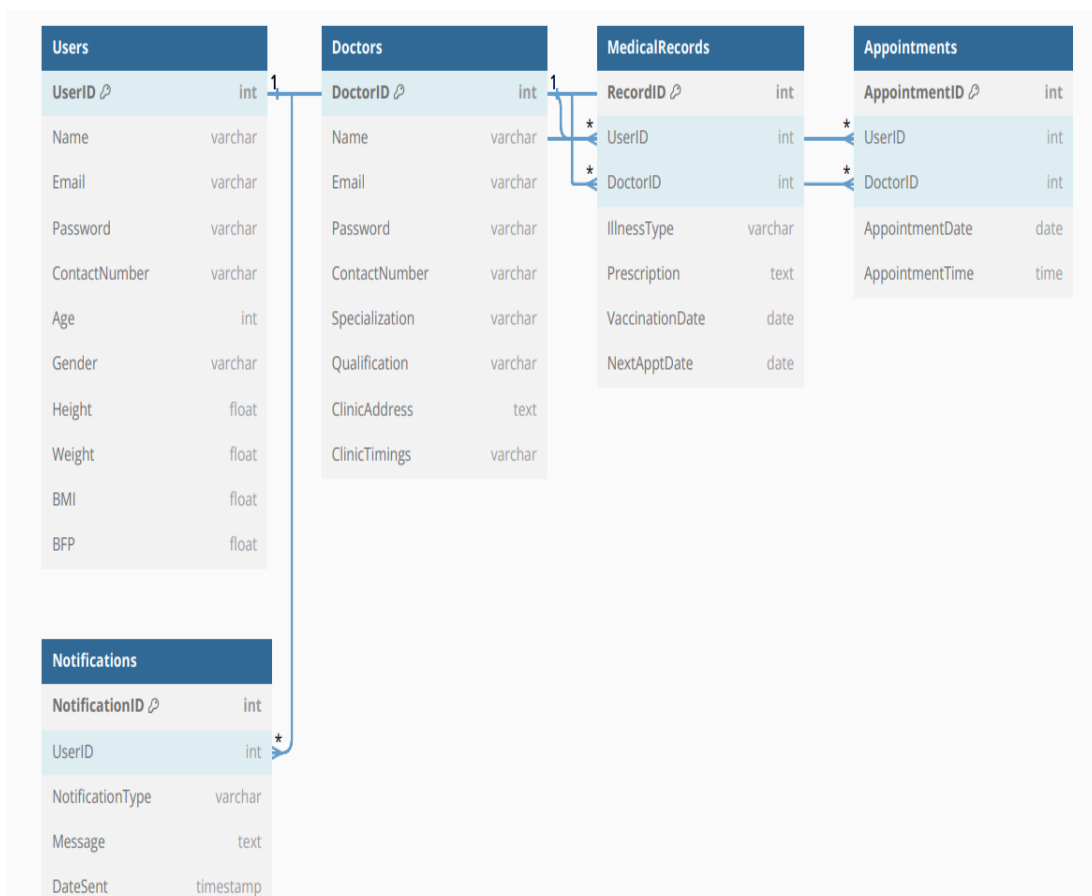 Users
UserID int
Name varchar
Email varchar
Password varchar
ContactNumber varchar
Age int
Gender varchar
Height float
Weight float
BMI float
BFP float
1
Doctors
DoctorID int
Name varchar
Email varchar
Password varchar
ContactNumber varchar
Specialization varchar
Qualification varchar
ClinicAddress text
ClinicTimings varchar
1
MedicalRecords
RecordID int
* UserID int
* DoctorID int
IllnessType varchar
Prescription text
VaccinationDate date
NextApptDate date
Appointments
AppointmentID int
* UserID int
* DoctorID int
AppointmentDate date
AppointmentTime time
Notifications
NotificationID int
UserID int *
NotificationType varchar
Message text
DateSent timestamp